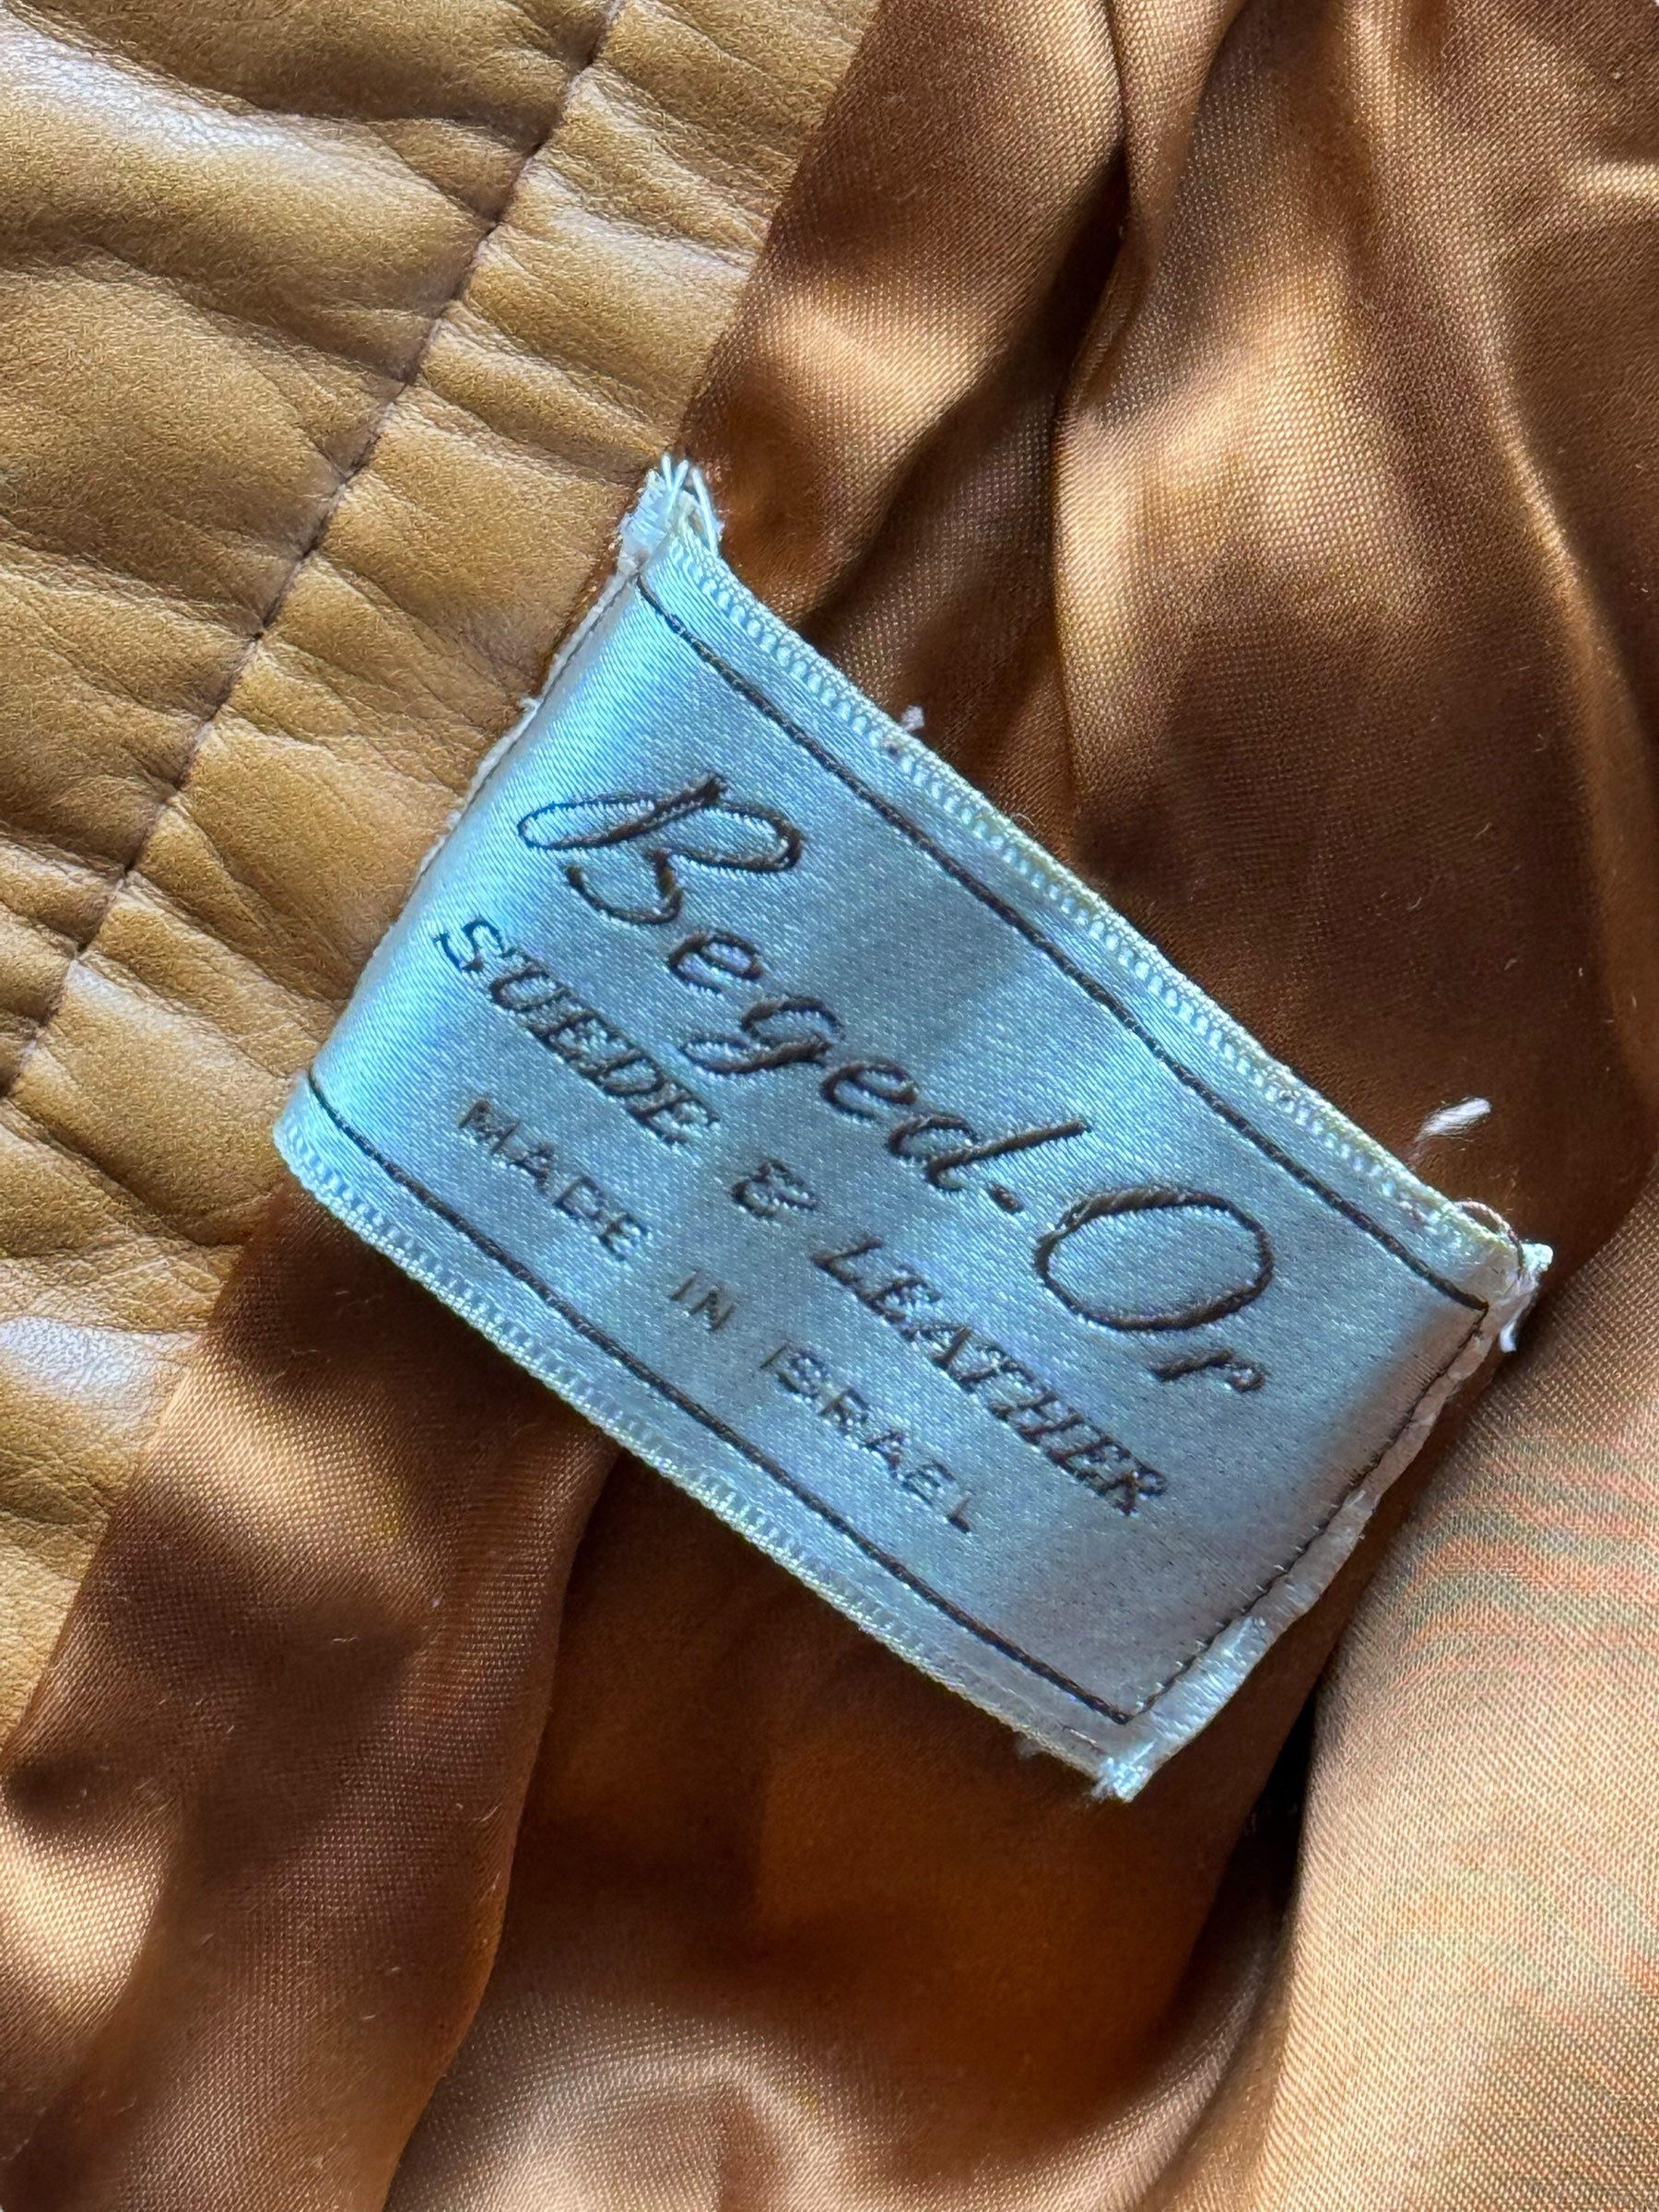 Beged-Or
SUEDE & LEATHER
MADE IN ISRAEL